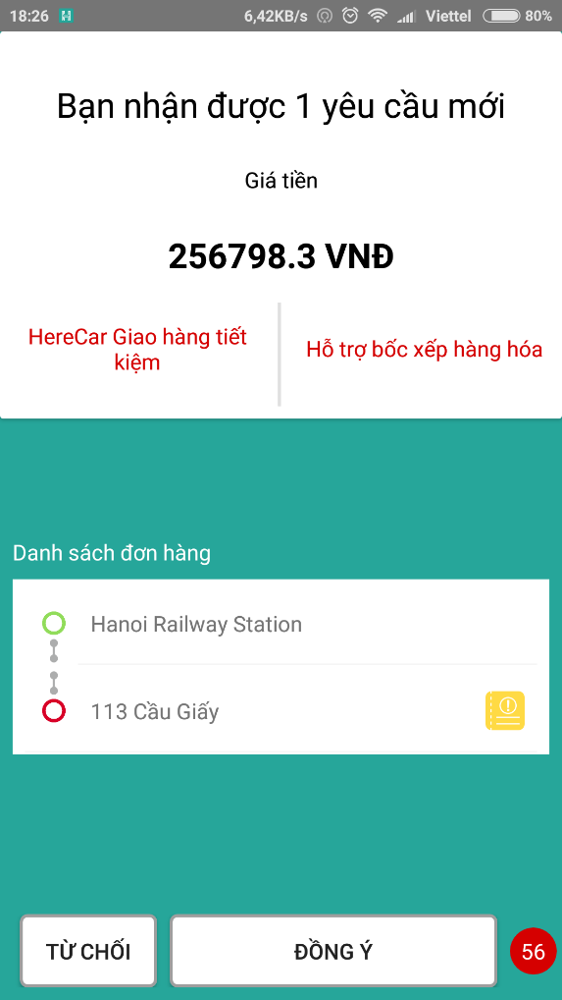 18:26 H 6,42KB/s Viettel 80%
Bạn nhận được 1 yêu cầu mới
Giá tiền
256798.3 VNĐ
HereCar Giao hàng tiết
kiệm
Hỗ trợ bốc xếp hàng hóa
Danh sách đơn hàng
Hanoi Railway Station
113 Cầu Giấy
TỪ CHỐI
ĐỒNG Ý
56